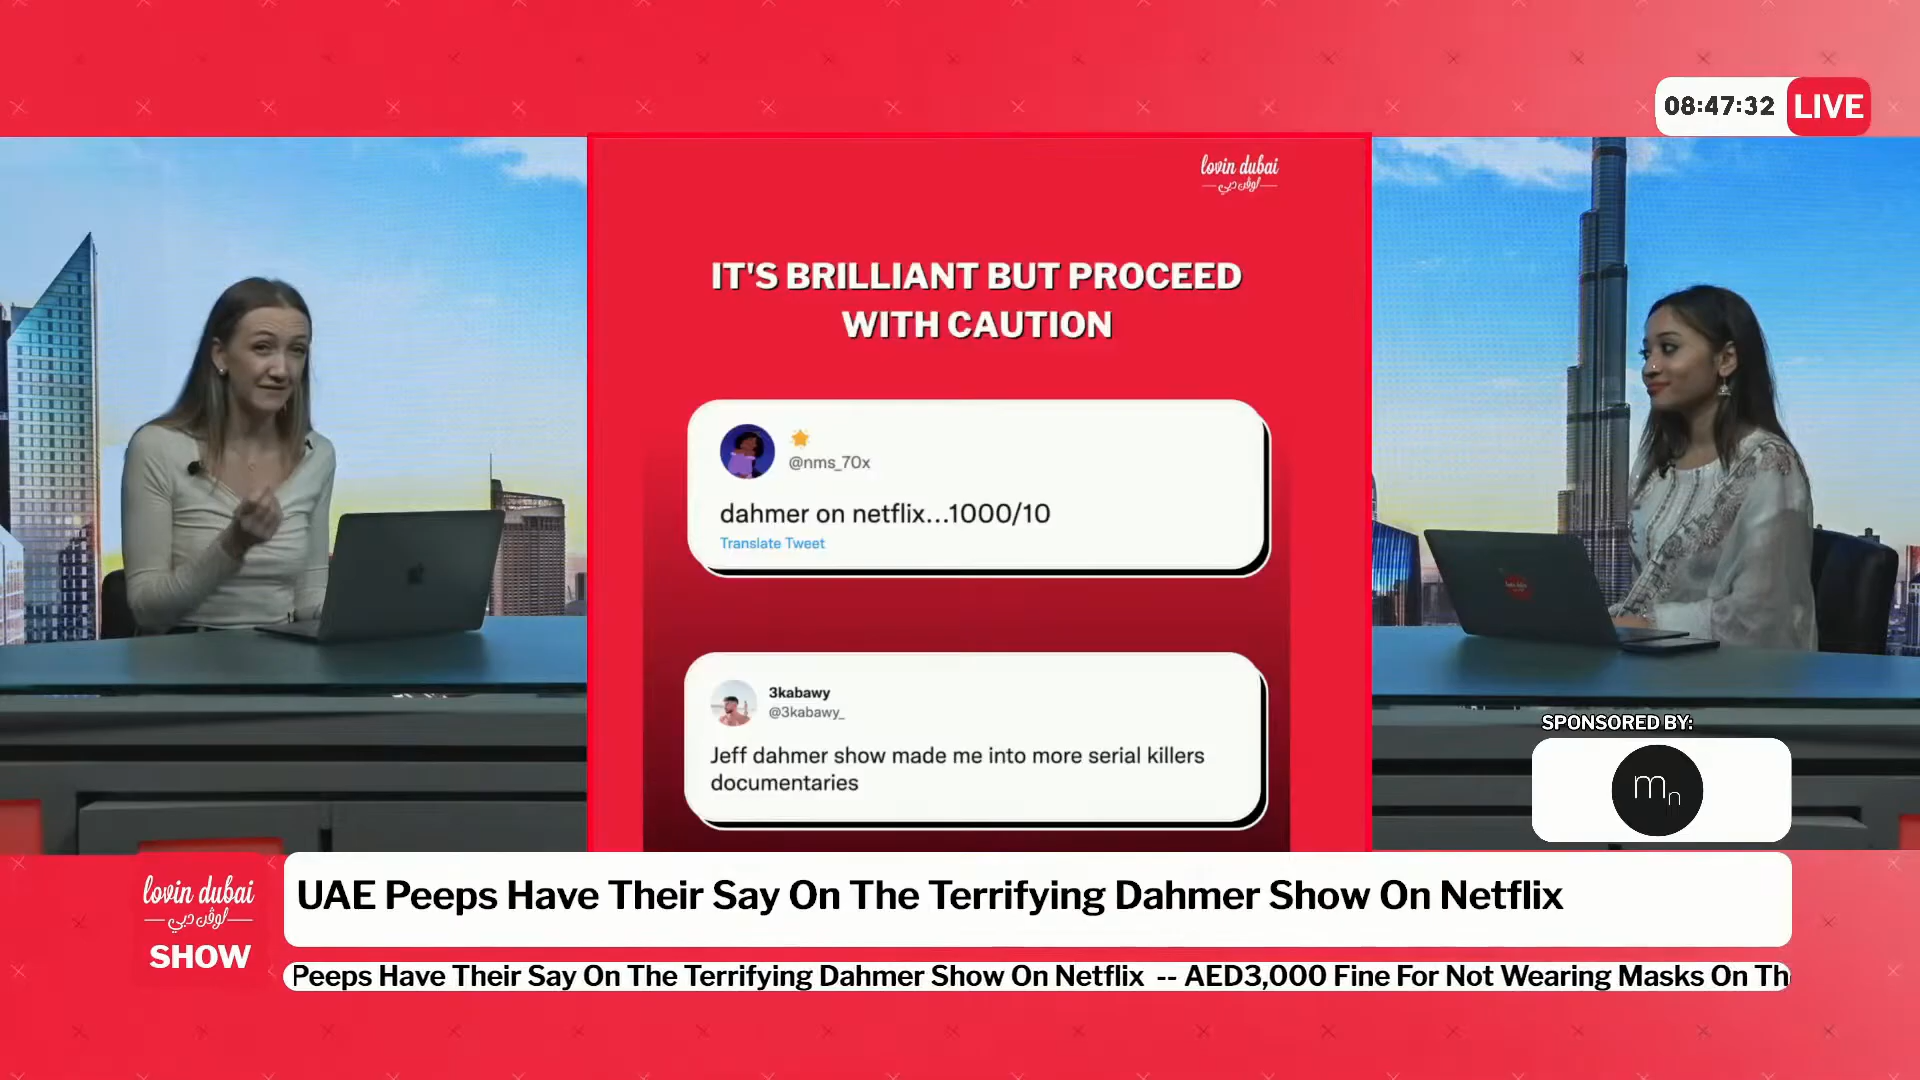 08:47:32 LIVE
lovin dubai
لوڤن دبي
IT'S BRILLIANT BUT PROCEED
WITH CAUTION
@nms_70x
dahmer on netflix...1000/10
Translate Tweet
3kabawy
@3kabawy_
Jeff dahmer show made me into more serial killers
documentaries
SPONSORED BY:
mn
lovin dubai
لوڤن دبي
SHOW
UAE Peeps Have Their Say On The Terrifying Dahmer Show On Netflix
Peeps Have Their Say On The Terrifying Dahmer Show On Netflix -- AED3,000 Fine For Not Wearing Masks On Th